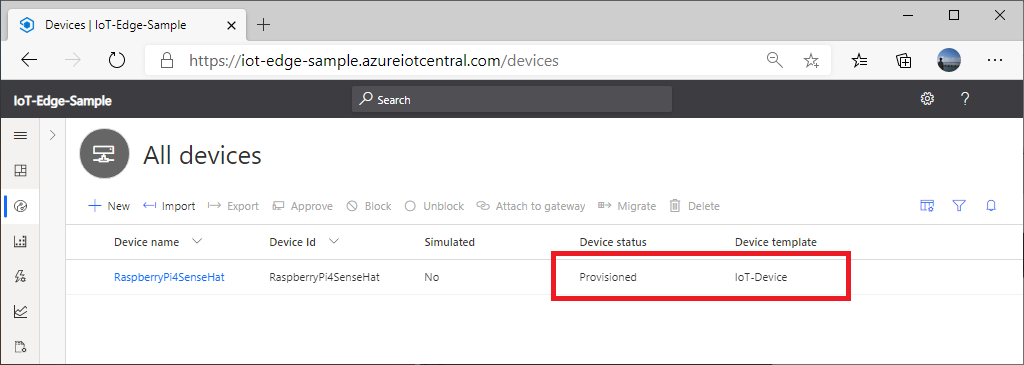 Devices | IoT-Edge-Sample
https://iot-edge-sample.azureiotcentral.com/devices
IoT-Edge-Sample Search ?
All devices
New Import Export Approve Block Unblock Attach to gateway Migrate Delete
Device name Device Id Simulated Device status Device template
RaspberryPi4SenseHat RaspberryPi4SenseHat No Provisioned IoT-Device